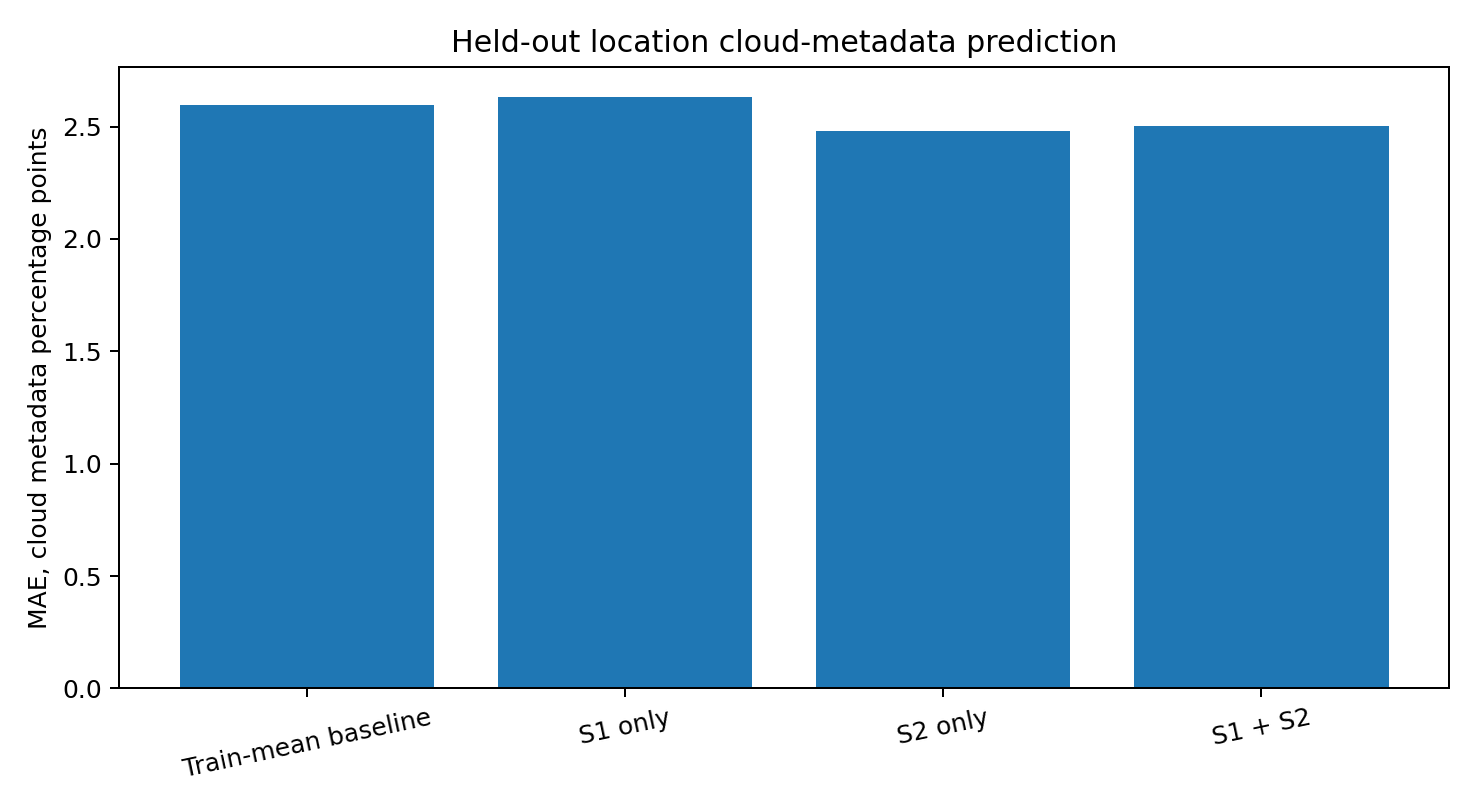 Held-out location cloud-metadata prediction
MAE, cloud metadata percentage points
2.5
2.0
1.5
1.0
0.5
0.0
Train-mean baseline
S1 only
S2 only
S1 + S2